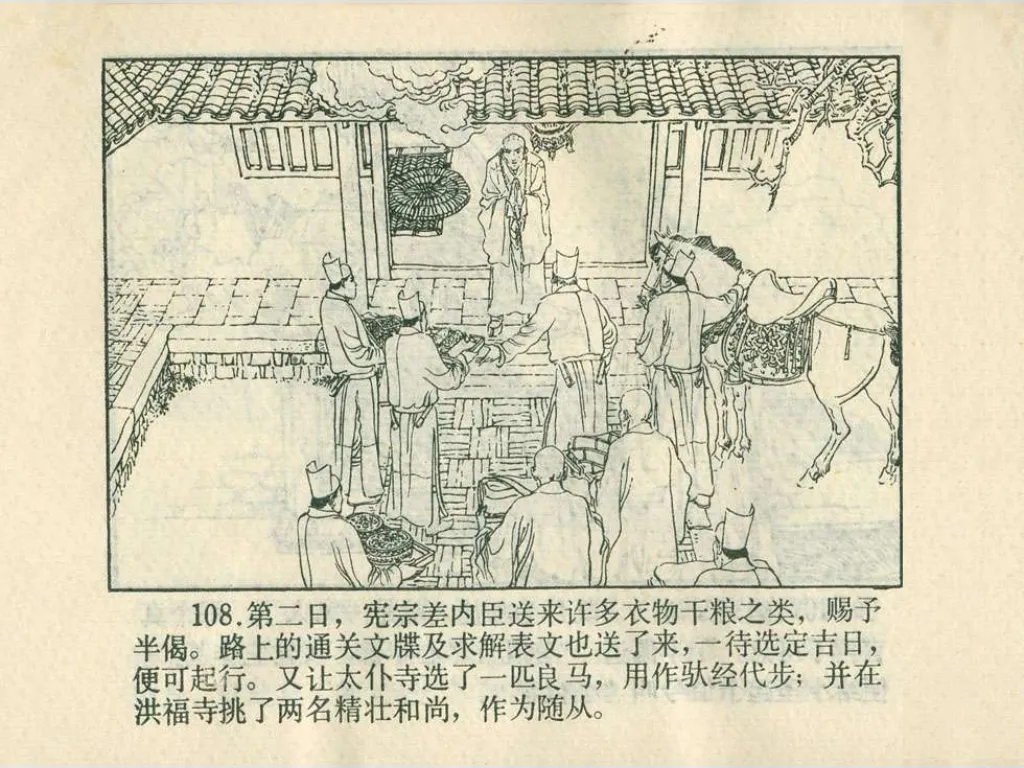 108.第二日，宪宗差内臣送来许多衣物干粮之类，赐予
半偈。路上的通关文牒及求解表文也送了来，一待选定吉日，
便可起行。又让太仆寺选了一匹良马，用作驮经代步；并在
洪福寺挑了两名精壮和尚，作为随从。